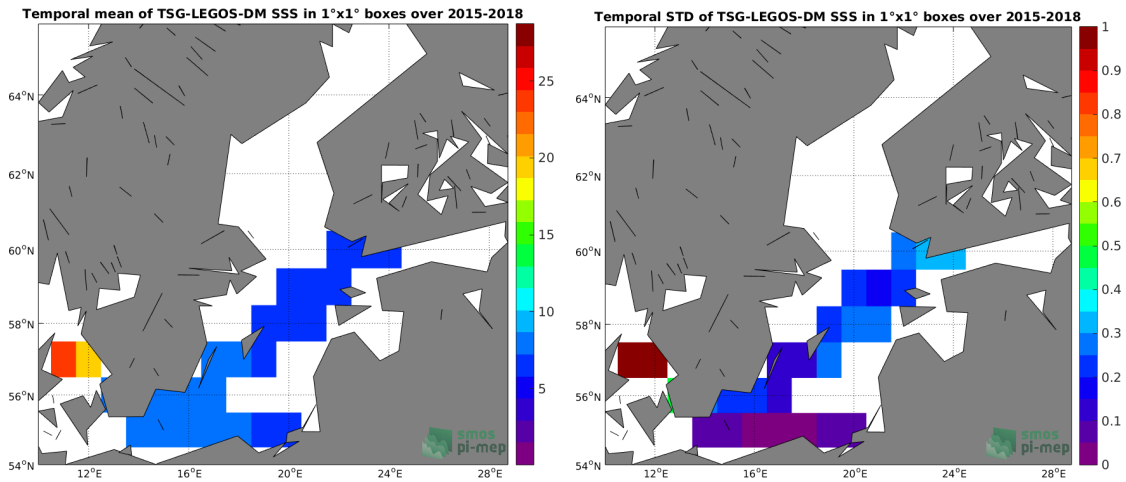 Temporal mean of TSG-LEGOS-DM SSS in 1°x1° boxes over 2015-2018
64°N
62°N
60°N
58°N
56°N
54°N
12°E
16°E
20°E
24°E
28°E
25
20
15
10
5
smos
pi-mep
Temporal STD of TSG-LEGOS-DM SSS in 1°x1° boxes over 2015-2018
64°N
62°N
60°N
58°N
56°N
54°N
12°E
16°E
20°E
24°E
28°E
1
0.9
0.8
0.7
0.6
0.5
0.4
0.3
0.2
0.1
0
smos
pi-mep